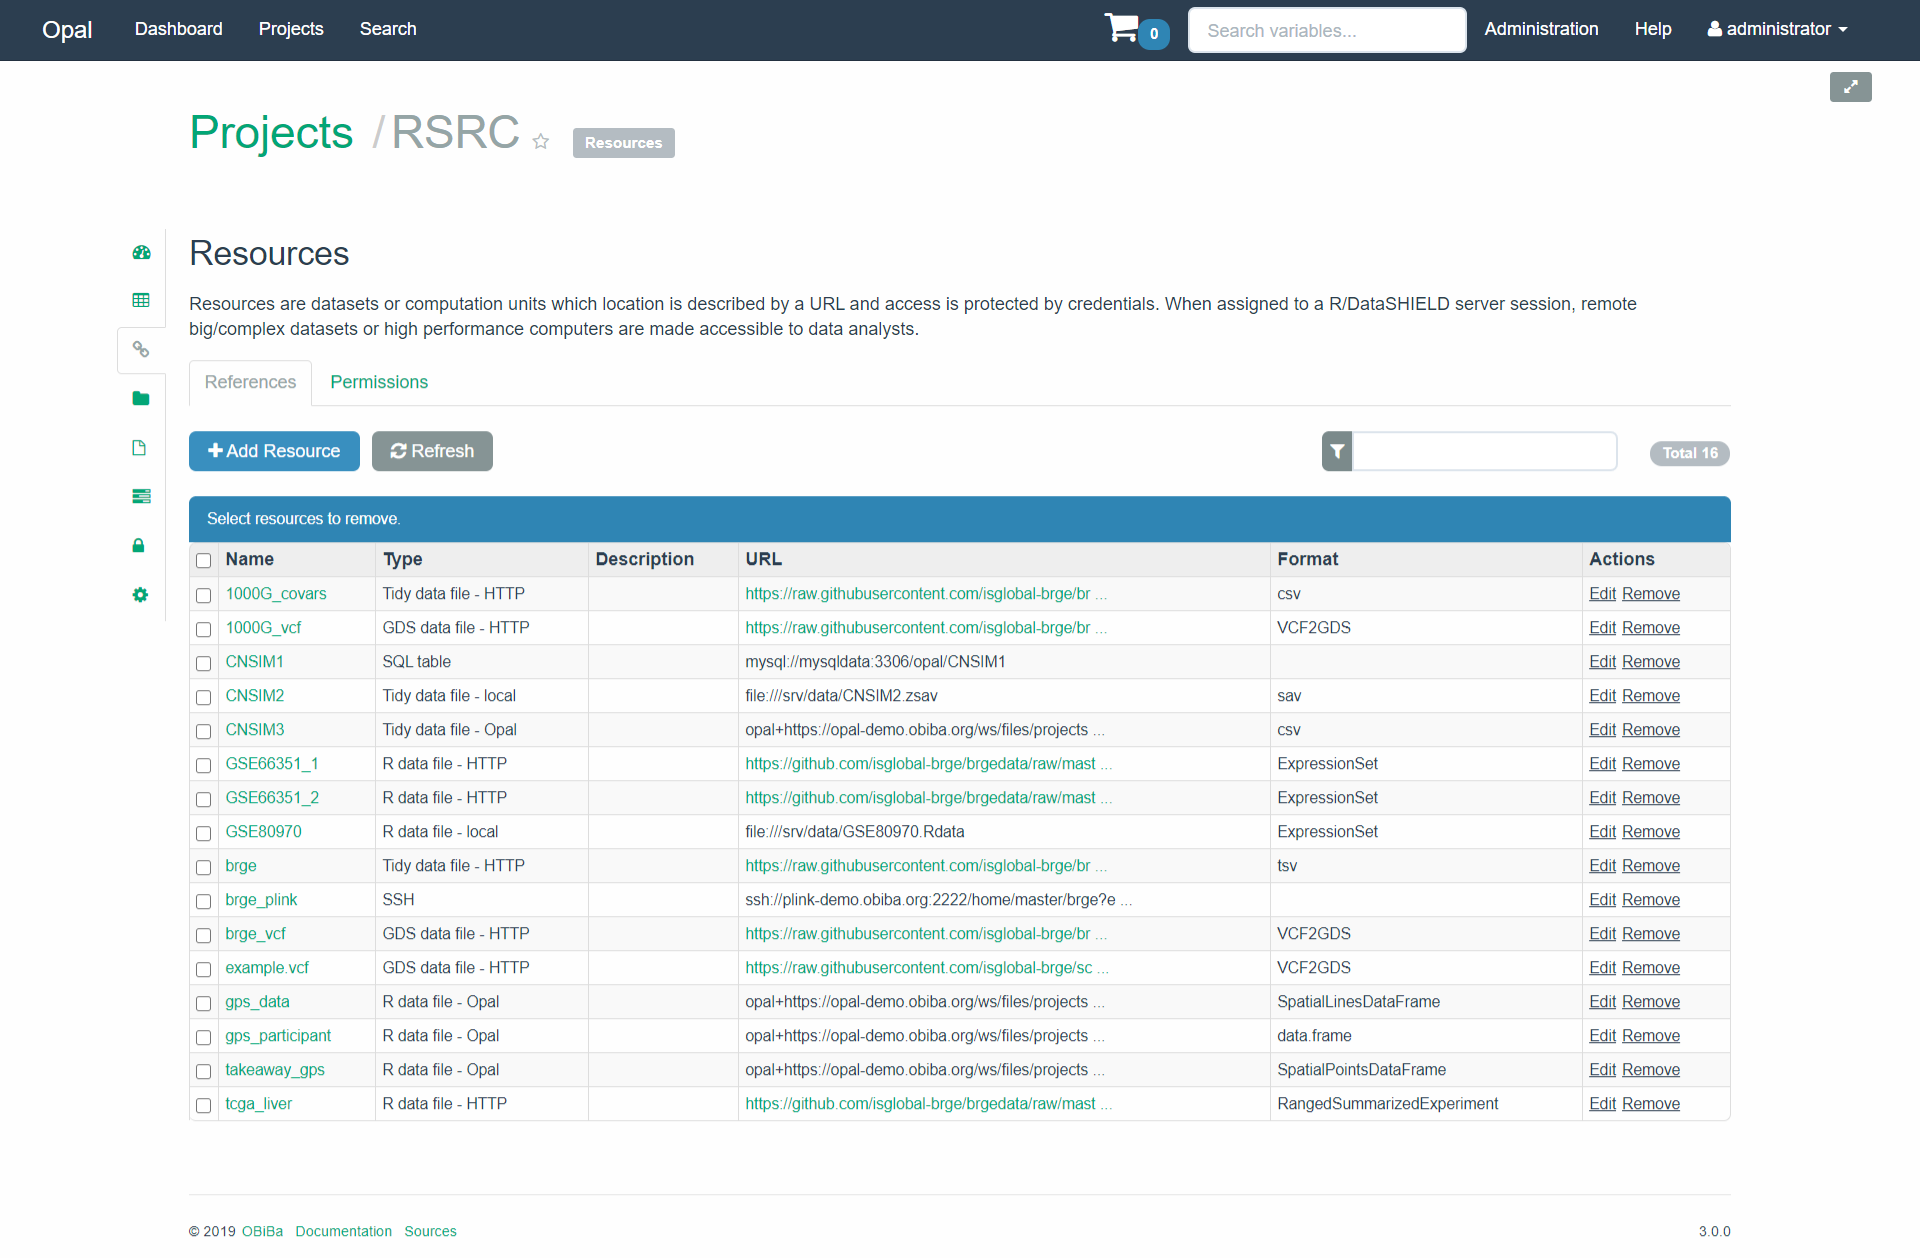 Opal Dashboard Projects Search 0 Search variables... Administration Help administrator
Projects / RSRC Resources
Resources
Resources are datasets or computation units which location is described by a URL and access is protected by credentials. When assigned to a R/DataSHIELD server session, remote
big/complex datasets or high performance computers are made accessible to data analysts.
References Permissions
Add Resource Refresh Total 16
Select resources to remove.
Name Type Description URL Format Actions
1000G_covars Tidy data file - HTTP https://raw.githubusercontent.com/isglobal-brge/br ... csv Edit Remove
1000G_vcf GDS data file - HTTP https://raw.githubusercontent.com/isglobal-brge/br ... VCF2GDS Edit Remove
CNSIM1 SQL table mysql://mysqldata:3306/opal/CNSIM1 Edit Remove
CNSIM2 Tidy data file - local file:///srv/data/CNSIM2.zsav sav Edit Remove
CNSIM3 Tidy data file - Opal opal+https://opal-demo.obiba.org/ws/files/projects ... csv Edit Remove
GSE66351_1 R data file - HTTP https://github.com/isglobal-brge/brgedata/raw/mast ... ExpressionSet Edit Remove
GSE66351_2 R data file - HTTP https://github.com/isglobal-brge/brgedata/raw/mast ... ExpressionSet Edit Remove
GSE80970 R data file - local file:///srv/data/GSE80970.Rdata ExpressionSet Edit Remove
brge Tidy data file - HTTP https://raw.githubusercontent.com/isglobal-brge/br ... tsv Edit Remove
brge_plink SSH ssh://plink-demo.obiba.org:2222/home/master/brge?e ... Edit Remove
brge_vcf GDS data file - HTTP https://raw.githubusercontent.com/isglobal-brge/br ... VCF2GDS Edit Remove
example.vcf GDS data file - HTTP https://raw.githubusercontent.com/isglobal-brge/sc ... VCF2GDS Edit Remove
gps_data R data file - Opal opal+https://opal-demo.obiba.org/ws/files/projects ... SpatialLinesDataFrame Edit Remove
gps_participant R data file - Opal opal+https://opal-demo.obiba.org/ws/files/projects ... data.frame Edit Remove
takeaway_gps R data file - Opal opal+https://opal-demo.obiba.org/ws/files/projects ... SpatialPointsDataFrame Edit Remove
tcga_liver R data file - HTTP https://github.com/isglobal-brge/brgedata/raw/mast ... RangedSummarizedExperiment Edit Remove
© 2019 OBiBa Documentation Sources 3.0.0